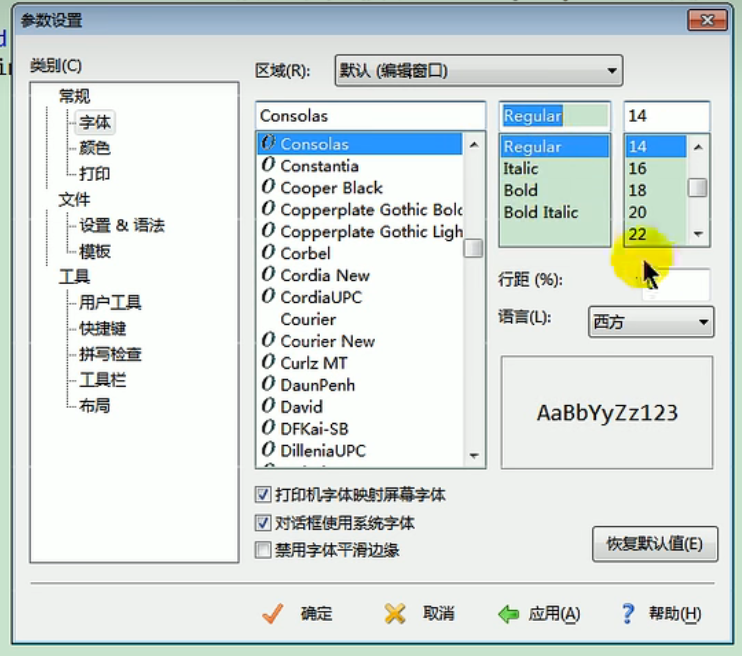 参数设置
类别(C)
常规
字体
颜色
打印
文件
设置 & 语法
模板
工具
用户工具
快捷键
拼写检查
工具栏
布局
区域(R):
默认 (编辑窗口)
Consolas
Regular
14
Consolas
Constantia
Cooper Black
Copperplate Gothic Bold
Copperplate Gothic Ligh
Corbel
Cordia New
CordiaUPC
Courier
Courier New
Curlz MT
DaunPenh
David
DFKai-SB
DilleniaUPC
Regular
Italic
Bold
Bold Italic
14
16
18
20
22
行距 (%):
语言(L):
西方
AaBbYyZz123
打印机字体映射屏幕字体
对话框使用系统字体
禁用字体平滑边缘
恢复默认值(E)
确定
取消
应用(A)
帮助(H)